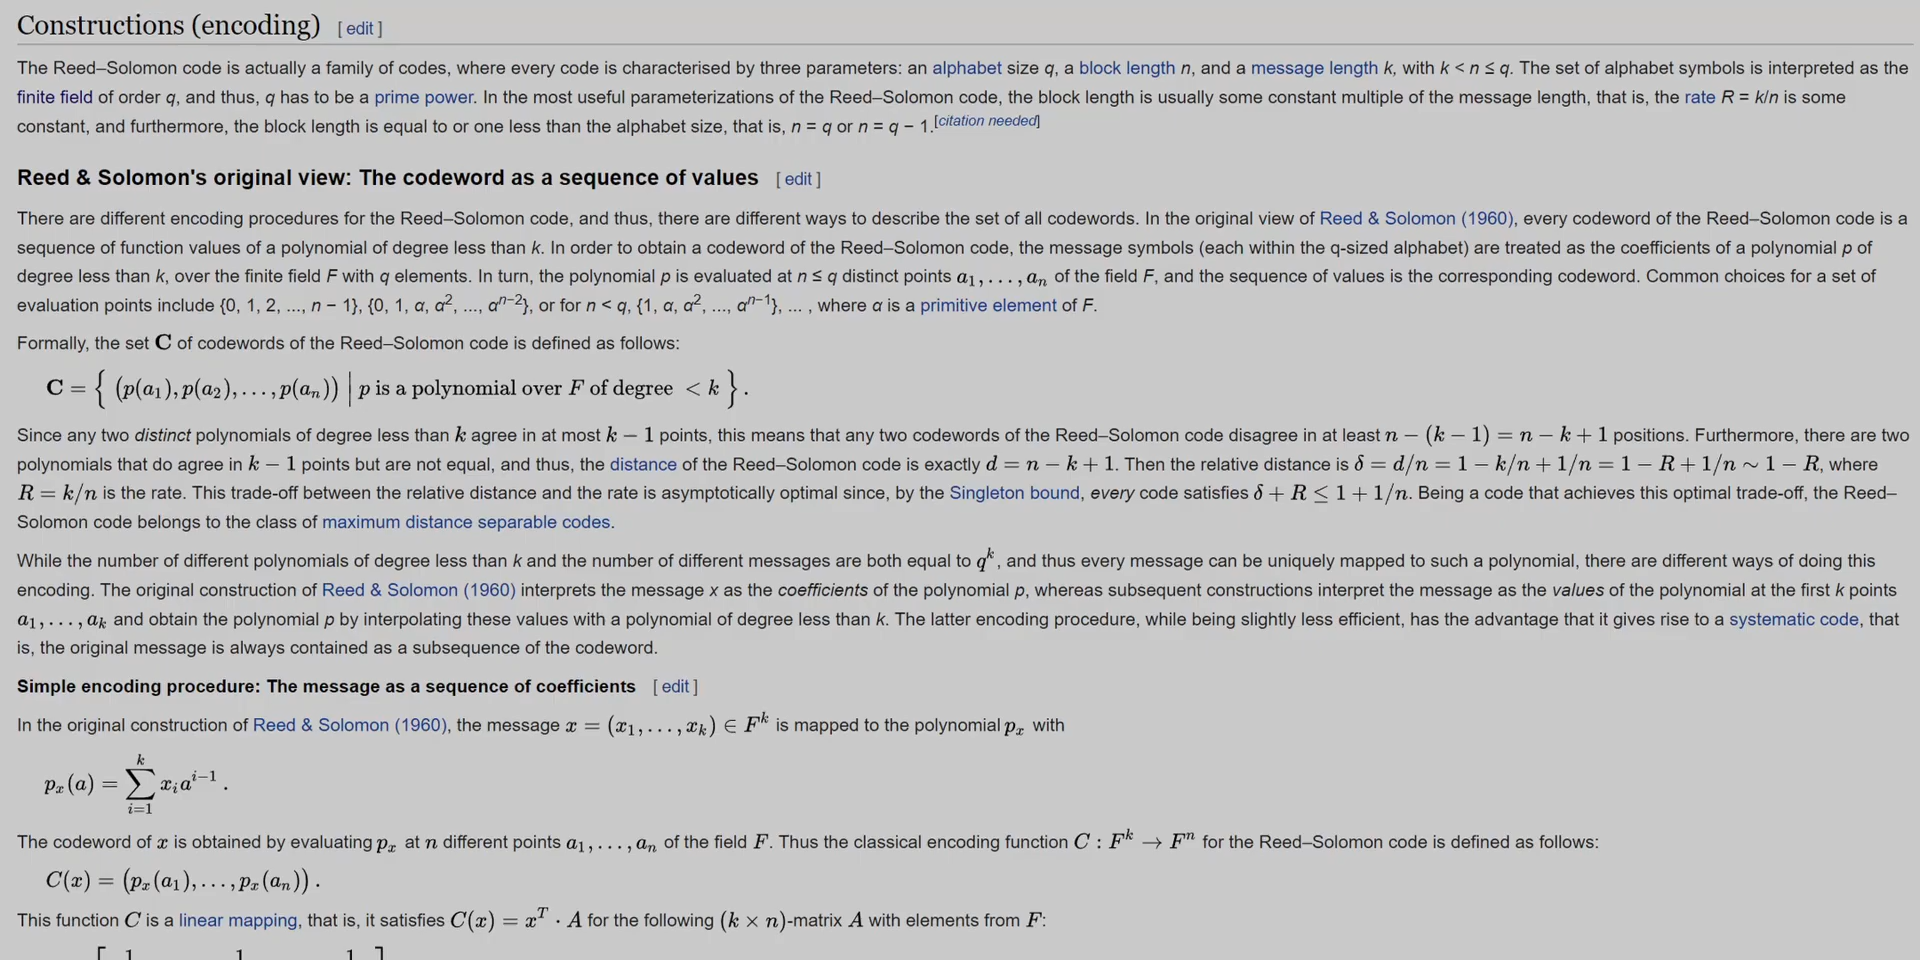 Constructions (encoding) [ edit ]
The Reed–Solomon code is actually a family of codes, where every code is characterised by three parameters: an alphabet size q, a block length n, and a message length k, with k < n ≤ q. The set of alphabet symbols is interpreted as the
finite field of order q, and thus, q has to be a prime power. In the most useful parameterizations of the Reed–Solomon code, the block length is usually some constant multiple of the message length, that is, the rate R = k/n is some
constant, and furthermore, the block length is equal to or one less than the alphabet size, that is, n = q or n = q − 1.[citation needed]
Reed & Solomon's original view: The codeword as a sequence of values [ edit ]
There are different encoding procedures for the Reed–Solomon code, and thus, there are different ways to describe the set of all codewords. In the original view of Reed & Solomon (1960), every codeword of the Reed–Solomon code is a
sequence of function values of a polynomial of degree less than k. In order to obtain a codeword of the Reed–Solomon code, the message symbols (each within the q-sized alphabet) are treated as the coefficients of a polynomial p of
degree less than k, over the finite field F with q elements. In turn, the polynomial p is evaluated at n ≤ q distinct points a₁, . . . , aₙ of the field F, and the sequence of values is the corresponding codeword. Common choices for a set of
evaluation points include {0, 1, 2, ..., n − 1}, {0, 1, α, α², ..., αⁿ⁻²}, or for n < q, {1, α, α², ..., αⁿ⁻¹}, ... , where α is a primitive element of F.
Formally, the set C of codewords of the Reed–Solomon code is defined as follows:
C = { (p(a₁), p(a₂), . . . , p(aₙ)) | p is a polynomial over F of degree < k } .
Since any two distinct polynomials of degree less than k agree in at most k − 1 points, this means that any two codewords of the Reed–Solomon code disagree in at least n − (k − 1) = n − k + 1 positions. Furthermore, there are two
polynomials that do agree in k − 1 points but are not equal, and thus, the distance of the Reed–Solomon code is exactly d = n − k + 1. Then the relative distance is δ = d/n = 1 − k/n + 1/n = 1 − R + 1/n ∼ 1 − R, where
R = k/n is the rate. This trade-off between the relative distance and the rate is asymptotically optimal since, by the Singleton bound, every code satisfies δ + R ≤ 1 + 1/n. Being a code that achieves this optimal trade-off, the Reed–
Solomon code belongs to the class of maximum distance separable codes.
While the number of different polynomials of degree less than k and the number of different messages are both equal to qᵏ, and thus every message can be uniquely mapped to such a polynomial, there are different ways of doing this
encoding. The original construction of Reed & Solomon (1960) interprets the message x as the coefficients of the polynomial p, whereas subsequent constructions interpret the message as the values of the polynomial at the first k points
a₁, . . . , aₖ and obtain the polynomial p by interpolating these values with a polynomial of degree less than k. The latter encoding procedure, while being slightly less efficient, has the advantage that it gives rise to a systematic code, that
is, the original message is always contained as a subsequence of the codeword.
Simple encoding procedure: The message as a sequence of coefficients [ edit ]
In the original construction of Reed & Solomon (1960), the message x = (x₁, . . . , xₖ) ∈ Fᵏ is mapped to the polynomial pₓ with
k
pₓ(a) = ∑ xᵢaⁱ⁻¹ .
i=1
The codeword of x is obtained by evaluating pₓ at n different points a₁, . . . , aₙ of the field F. Thus the classical encoding function C : Fᵏ → Fⁿ for the Reed–Solomon code is defined as follows:
C(x) = (pₓ(a₁), . . . , pₓ(aₙ)) .
This function C is a linear mapping, that is, it satisfies C(x) = xᵀ · A for the following (k × n)-matrix A with elements from F: